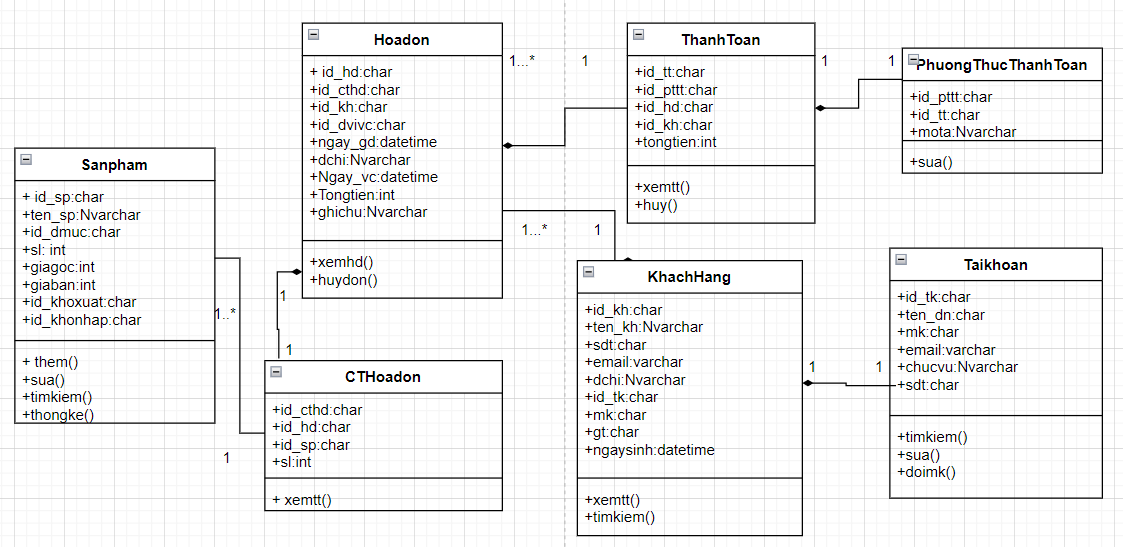 Hoadon
+ id_hd:char
+id_cthd:char
+id_kh:char
+id_dvivc:char
+ngay_gd:datetime
+dchi:Nvarchar
+Ngay_vc:datetime
+Tongtien:int
+ghichu:Nvarchar
+xemhd()
+huydon()
1...*
1
ThanhToan
+id_tt:char
+id_pttt:char
+id_hd:char
+id_kh:char
+tongtien:int
+xemtt()
+huy()
1
1
PhuongThucThanhToan
+id_pttt:char
+id_tt:char
+mota:Nvarchar
+sua()
Sanpham
+ id_sp:char
+ten_sp:Nvarchar
+id_dmuc:char
+sl: int
+giagoc:int
+giaban:int
+id_khoxuat:char
+id_khonhap:char
+ them()
+sua()
+timkiem()
+thongke()
1..*
1
1
1
CTHoadon
+id_cthd:char
+id_hd:char
+id_sp:char
+sl:int
+ xemtt()
1...*
1
KhachHang
+id_kh:char
+ten_kh:Nvarchar
+sdt:char
+email:varchar
+dchi:Nvarchar
+id_tk:char
+mk:char
+gt:char
+ngaysinh:datetime
+xemtt()
+timkiem()
1
1
Taikhoan
+id_tk:char
+ten_dn:char
+mk:char
+email:varchar
+chucvu:Nvarchar
+sdt:char
+timkiem()
+sua()
+doimk()